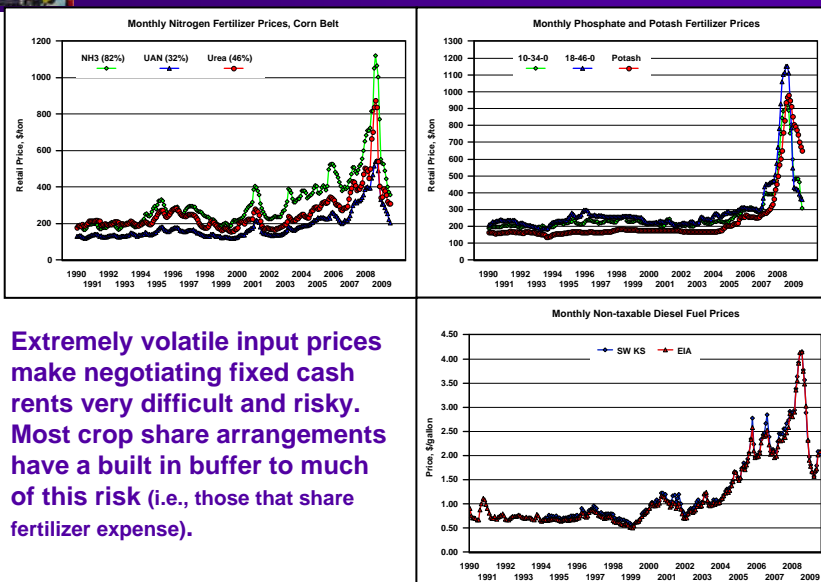 Monthly Nitrogen Fertilizer Prices, Corn Belt
1200
1000
800
600
400
200
0
Retail Price, $/ton
NH3 (82%) UAN (32%) Urea (46%)
1990 1992 1994 1996 1998 2000 2002 2004 2006 2008
1991 1993 1995 1997 1999 2001 2003 2005 2007 2009
Monthly Phosphate and Potash Fertilizer Prices
1300
1200
1100
1000
900
800
700
600
500
400
300
200
100
0
Retail Price, $/ton
10-34-0 18-46-0 Potash
1990 1992 1994 1996 1998 2000 2002 2004 2006 2008
1991 1993 1995 1997 1999 2001 2003 2005 2007 2009
Extremely volatile input prices
make negotiating fixed cash
rents very difficult and risky.
Most crop share arrangements
have a built in buffer to much
of this risk (i.e., those that share
fertilizer expense).
Monthly Non-taxable Diesel Fuel Prices
4.50
4.00
3.50
3.00
2.50
2.00
1.50
1.00
0.50
0.00
Price, $/gallon
SW KS EIA
1990 1992 1994 1996 1998 2000 2002 2004 2006 2008
1991 1993 1995 1997 1999 2001 2003 2005 2007 2009